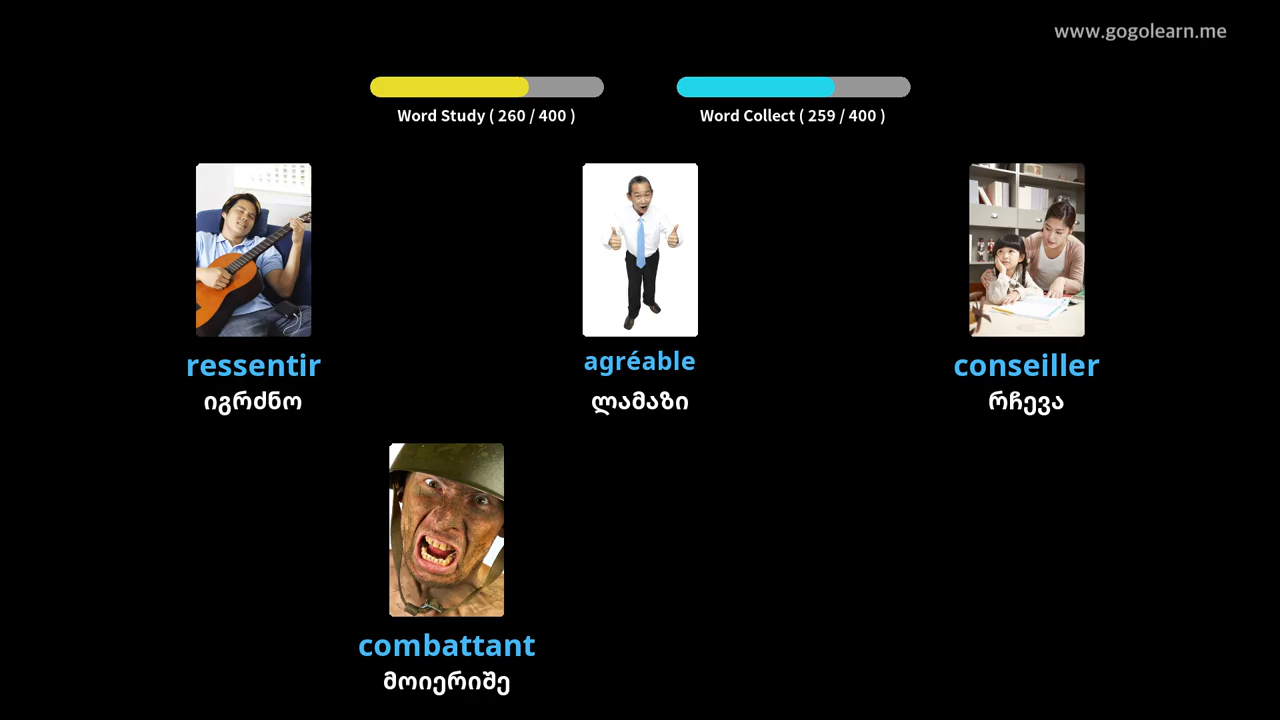 www.gogolearn.me
Word Study ( 260 / 400 )
Word Collect ( 259 / 400 )
ressentir
agréable
conseiller
იგრძნო
ლამაზი
რჩევა
combattant
მოიერიშე